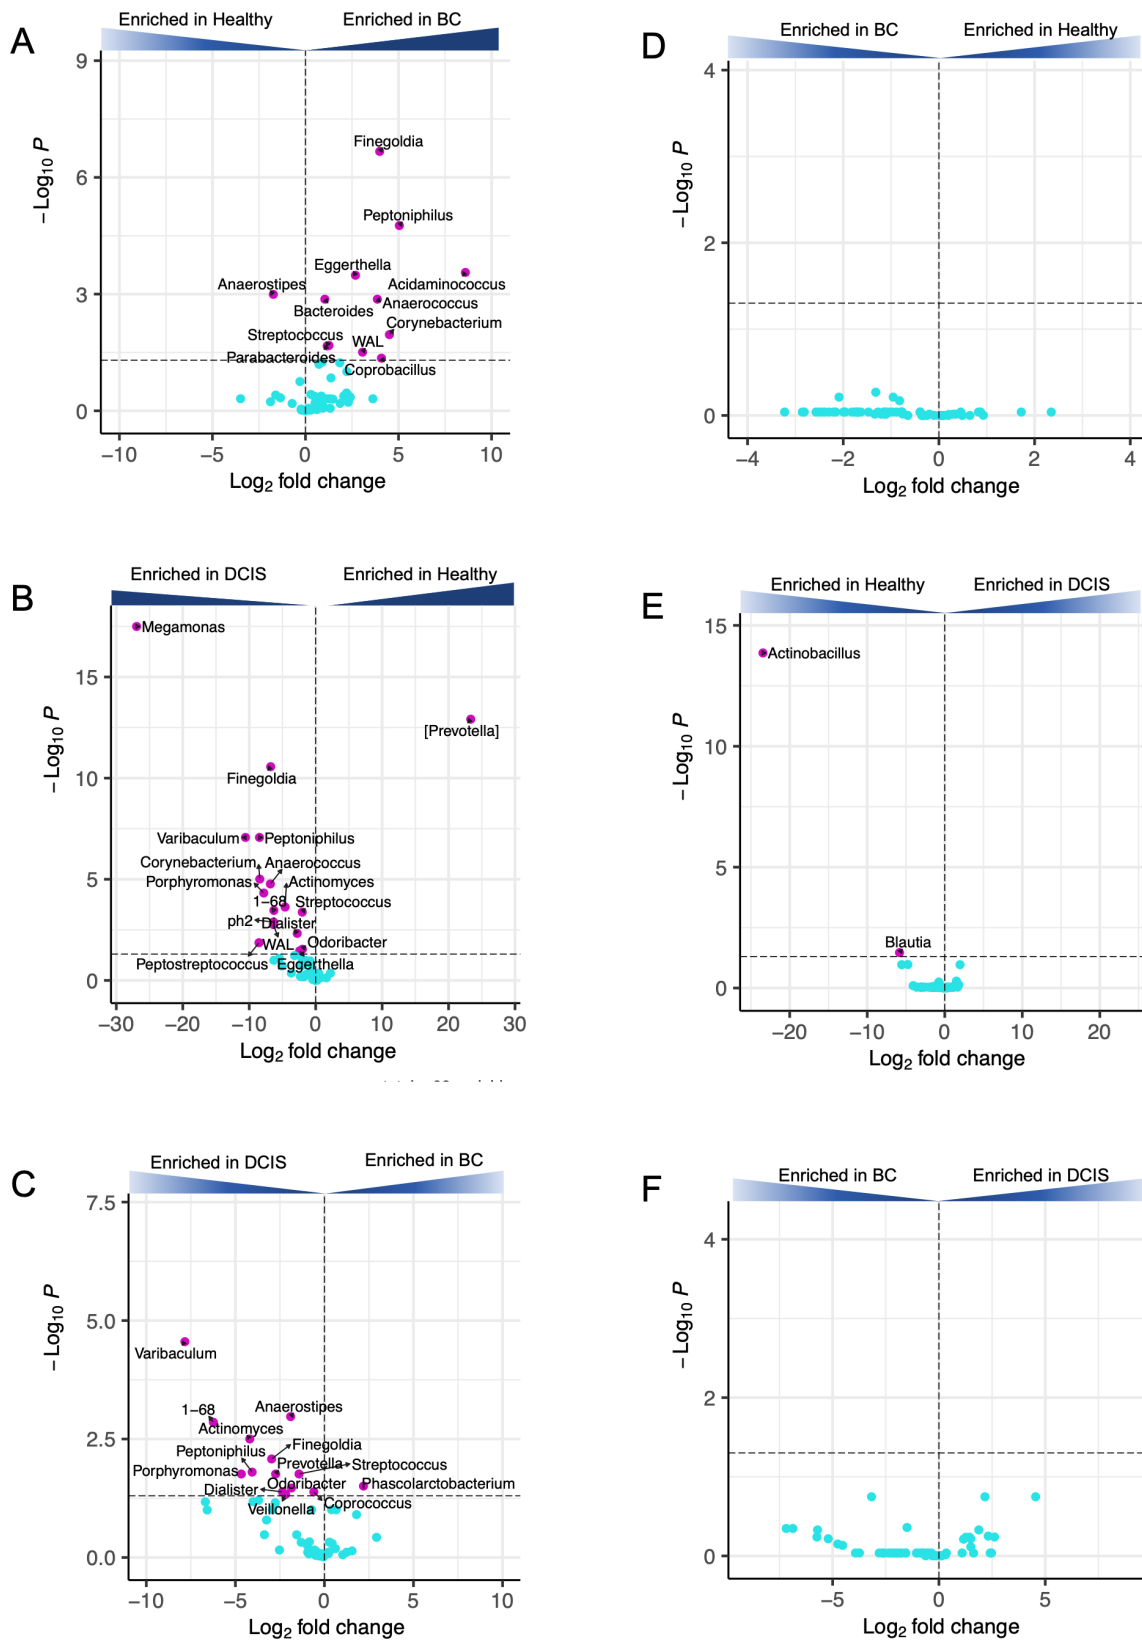 A
Enriched in Healthy
Enriched in BC
9
6
3
0
−Log10 P
Finegoldia
Peptoniphilus
Eggerthella
Acidaminococcus
Anaerostipes
Bacteroides
Anaerococcus
Corynebacterium
Streptococcus
WAL
Parabacteroides
Coprobacillus
−10 −5 0 5 10
Log2 fold change
D
Enriched in BC
Enriched in Healthy
4
2
0
−Log10 P
−4 −2 0 2 4
Log2 fold change
B
Enriched in DCIS
Enriched in Healthy
15
10
5
0
−Log10 P
Megamonas
[Prevotella]
Finegoldia
Varibaculum
Peptoniphilus
Corynebacterium
Anaerococcus
Porphyromonas
Actinomyces
1−68
Streptococcus
ph2
Dialister
WAL
Odoribacter
Peptostreptococcus
Eggerthella
−30 −20 −10 0 10 20 30
Log2 fold change
E
Enriched in Healthy
Enriched in DCIS
15
10
5
0
−Log10 P
Actinobacillus
Blautia
−20 −10 0 10 20
Log2 fold change
C
Enriched in DCIS
Enriched in BC
7.5
5.0
2.5
0.0
−Log10 P
Varibaculum
1−68
Anaerostipes
Actinomyces
Peptoniphilus
Finegoldia
Porphyromonas
Prevotella
Streptococcus
Dialister
Odoribacter
Phascolarctobacterium
Veillonella
Coprococcus
−10 −5 0 5 10
Log2 fold change
F
Enriched in BC
Enriched in DCIS
4
2
0
−Log10 P
−5 0 5
Log2 fold change